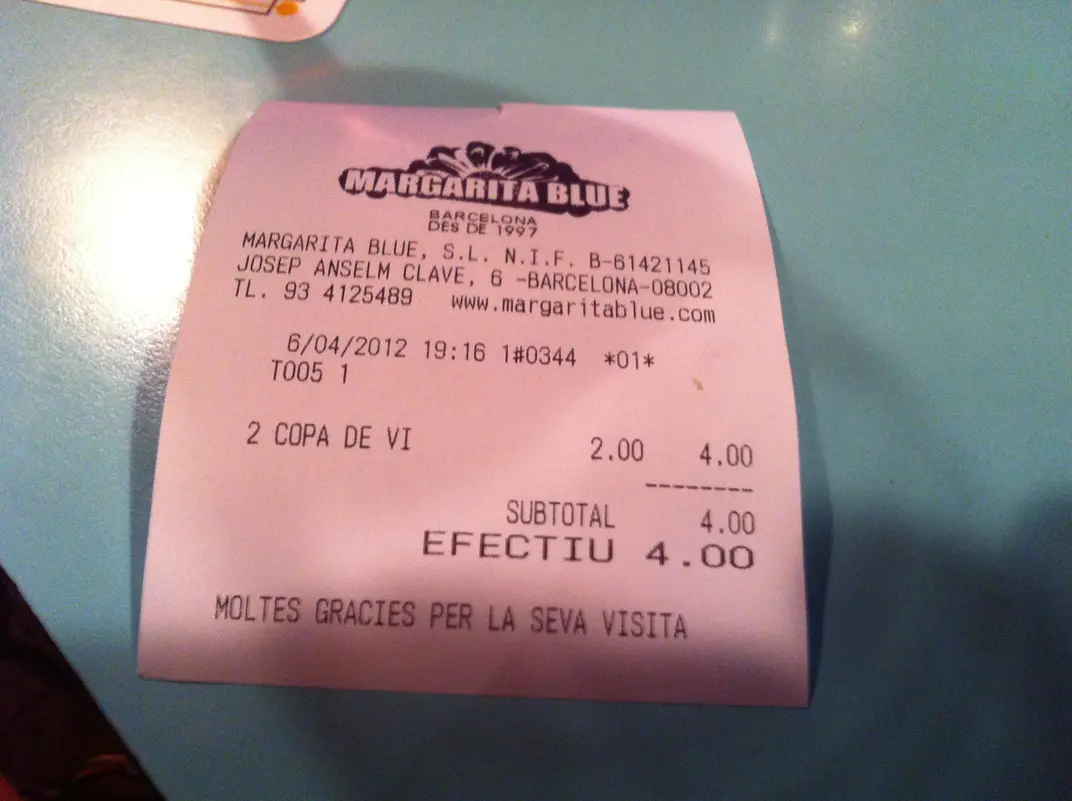 MARGARITA BLUE
BARCELONA
DES DE 1997
MARGARITA BLUE, S.L. N.I.F. B-61421145
JOSEP ANSELM CLAVE, 6 -BARCELONA-08002
TL. 93 4125489 www.margaritablue.com
6/04/2012 19:16 1#0344 *01*
T005 1
2 COPA DE VI 2.00 4.00
--------
SUBTOTAL 4.00
EFECTIU 4.00
MOLTES GRACIES PER LA SEVA VISITA